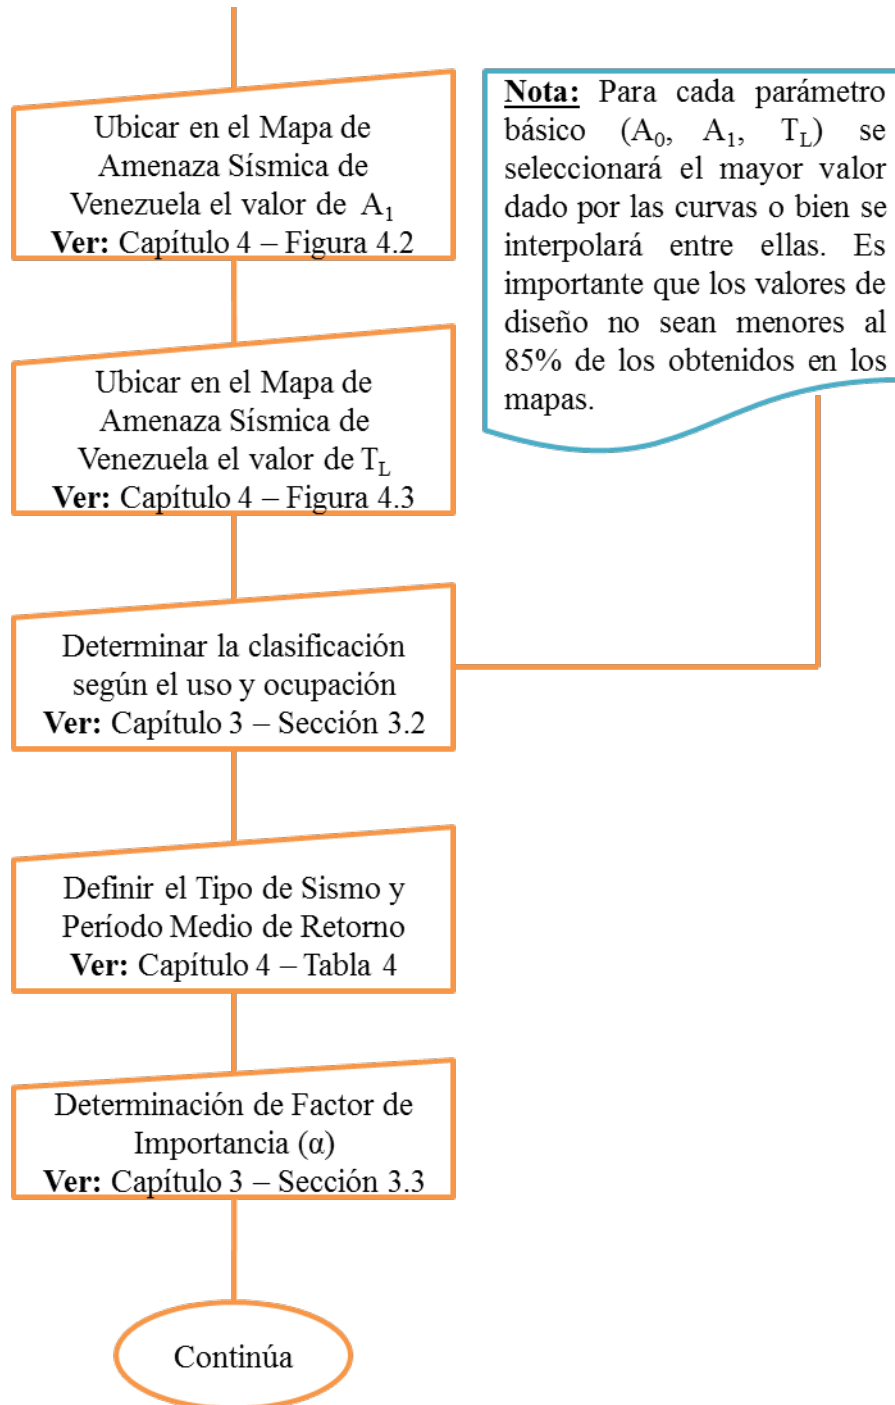 Ubicar en el Mapa de
Amenaza Sísmica de
Venezuela el valor de A₁
Ver: Capítulo 4 – Figura 4.2
Nota: Para cada parámetro
básico (A₀, A₁, T_L) se
seleccionará el mayor valor
dado por las curvas o bien se
interpolará entre ellas. Es
importante que los valores de
diseño no sean menores al
85% de los obtenidos en los
mapas.
Ubicar en el Mapa de
Amenaza Sísmica de
Venezuela el valor de T_L
Ver: Capítulo 4 – Figura 4.3
Determinar la clasificación
según el uso y ocupación
Ver: Capítulo 3 – Sección 3.2
Definir el Tipo de Sismo y
Período Medio de Retorno
Ver: Capítulo 4 – Tabla 4
Determinación de Factor de
Importancia (α)
Ver: Capítulo 3 – Sección 3.3
Continúa